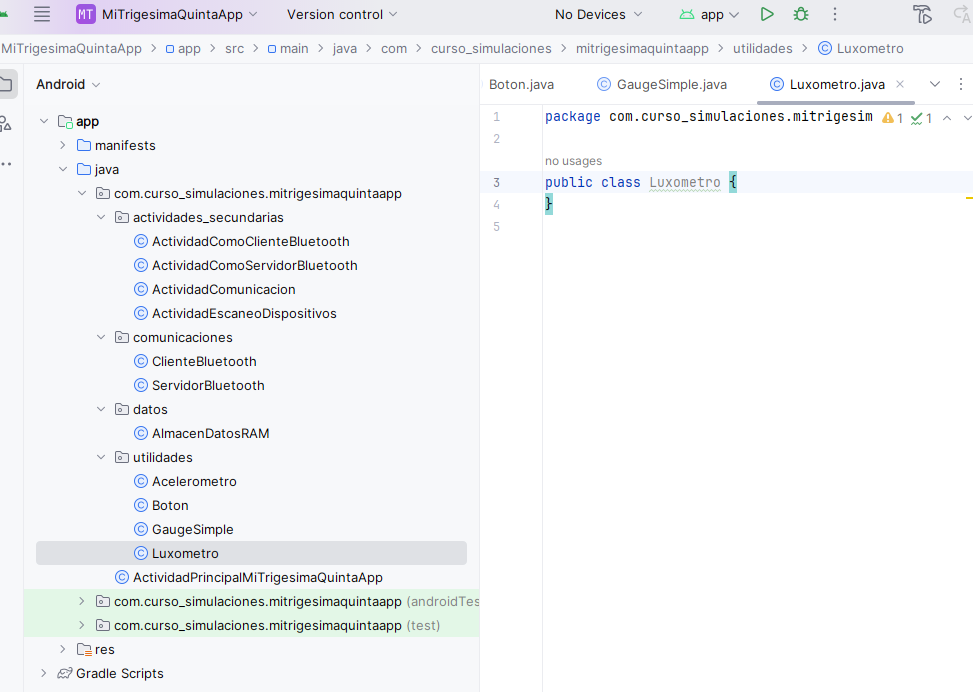 MT MiTrigesimaQuintaApp Version control No Devices app
MiTrigesimaQuintaApp > app > src > main > java > com > curso_simulaciones > mitrigesimaquintaapp > utilidades > Luxometro
Android
Boton.java GaugeSimple.java Luxometro.java
app
manifests
java
com.curso_simulaciones.mitrigesimaquintaapp
actividades_secundarias
ActividadComoClienteBluetooth
ActividadComoServidorBluetooth
ActividadComunicacion
ActividadEscaneoDispositivos
comunicaciones
ClienteBluetooth
ServidorBluetooth
datos
AlmacenDatosRAM
utilidades
Acelerometro
Boton
GaugeSimple
Luxometro
ActividadPrincipalMiTrigesimaQuintaApp
com.curso_simulaciones.mitrigesimaquintaapp (androidTes
com.curso_simulaciones.mitrigesimaquintaapp (test)
res
Gradle Scripts
1 package com.curso_simulaciones.mitrigesim 1 1
2
no usages
3 public class Luxometro {
4 }
5